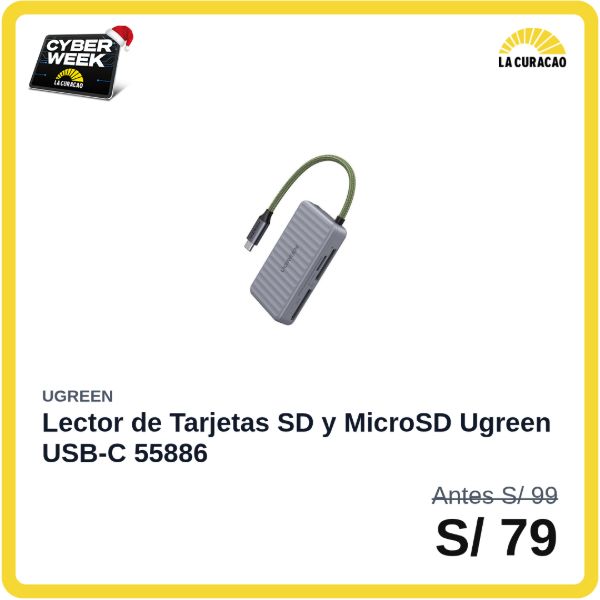 CYBER
WEEK
LA CURACAO
LA CURACAO
UGREEN
Lector de Tarjetas SD y MicroSD Ugreen
USB-C 55886
Antes S/ 99
S/ 79